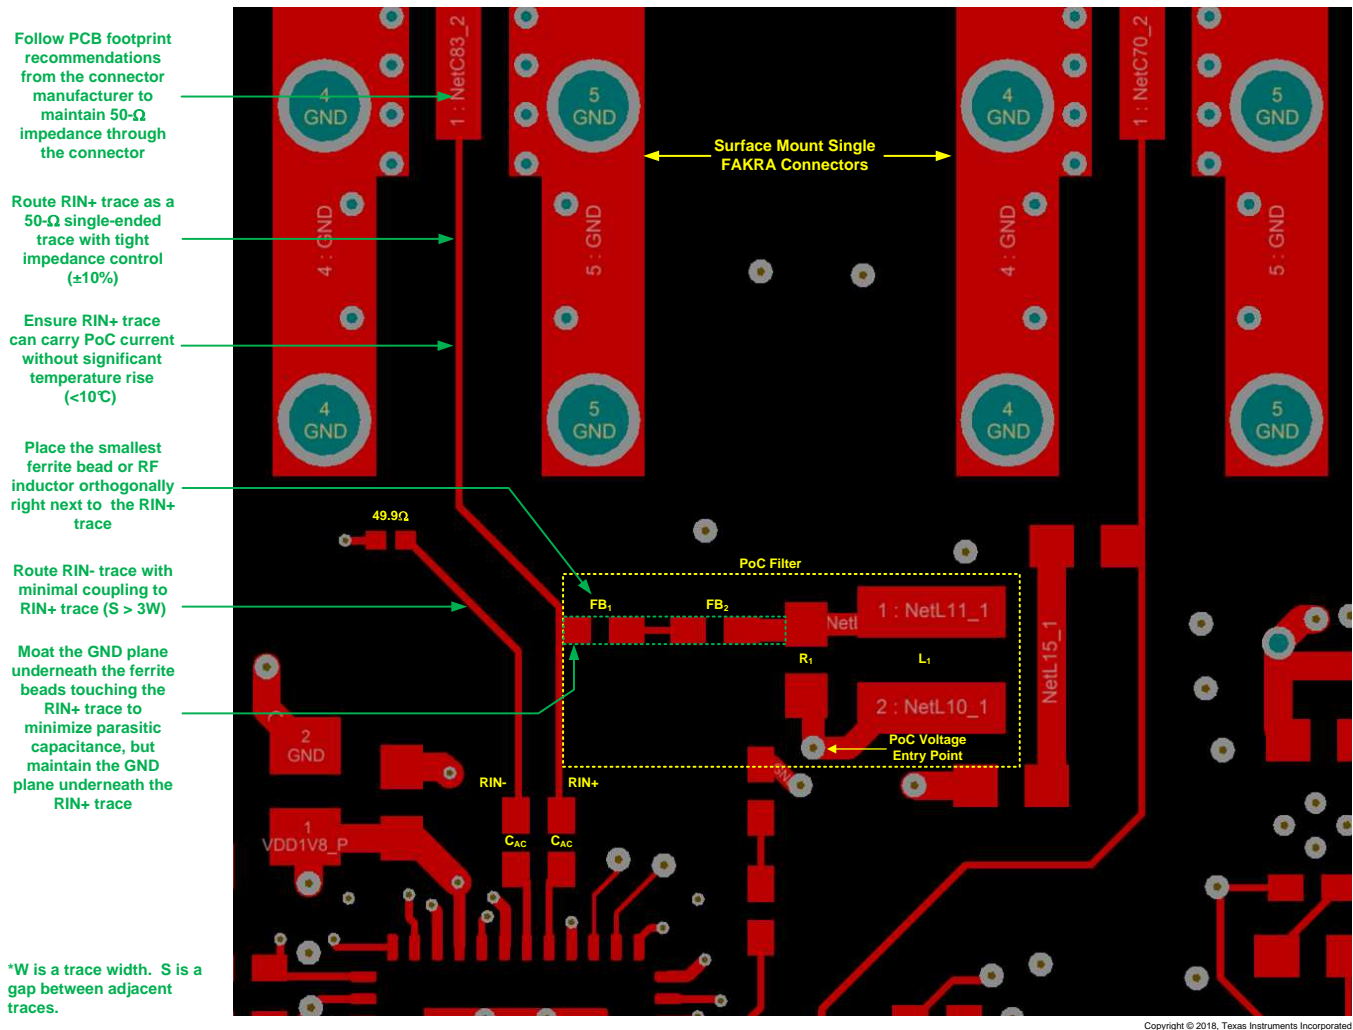 Follow PCB footprint
recommendations
from the connector
manufacturer to
maintain 50-Ω
impedance through
the connector
Route RIN+ trace as a
50-Ω single-ended
trace with tight
impedance control
(±10%)
Ensure RIN+ trace
can carry PoC current
without significant
temperature rise
(<10℃)
Place the smallest
ferrite bead or RF
inductor orthogonally
right next to the RIN+
trace
Route RIN- trace with
minimal coupling to
RIN+ trace (S > 3W)
Moat the GND plane
underneath the ferrite
beads touching the
RIN+ trace to
minimize parasitic
capacitance, but
maintain the GND
plane underneath the
RIN+ trace
*W is a trace width. S is a
gap between adjacent
traces.
4
GND
1 : NetC83_2
5
GND
Surface Mount Single
FAKRA Connectors
4
GND
1 : NetC70_2
5
GND
4 : GND
5 : GND
4 : GND
5 : GND
4
GND
5
GND
4
GND
5
GND
49.9Ω
PoC Filter
FB1
FB2
NetL
1 : NetL11_1
R1
L1
NetL15_1
2 : NetL10_1
PoC Voltage
Entry Point
2
GND
RIN-
RIN+
1
VDD1V8_P
CAC
CAC
Copyright © 2018, Texas Instruments Incorporated